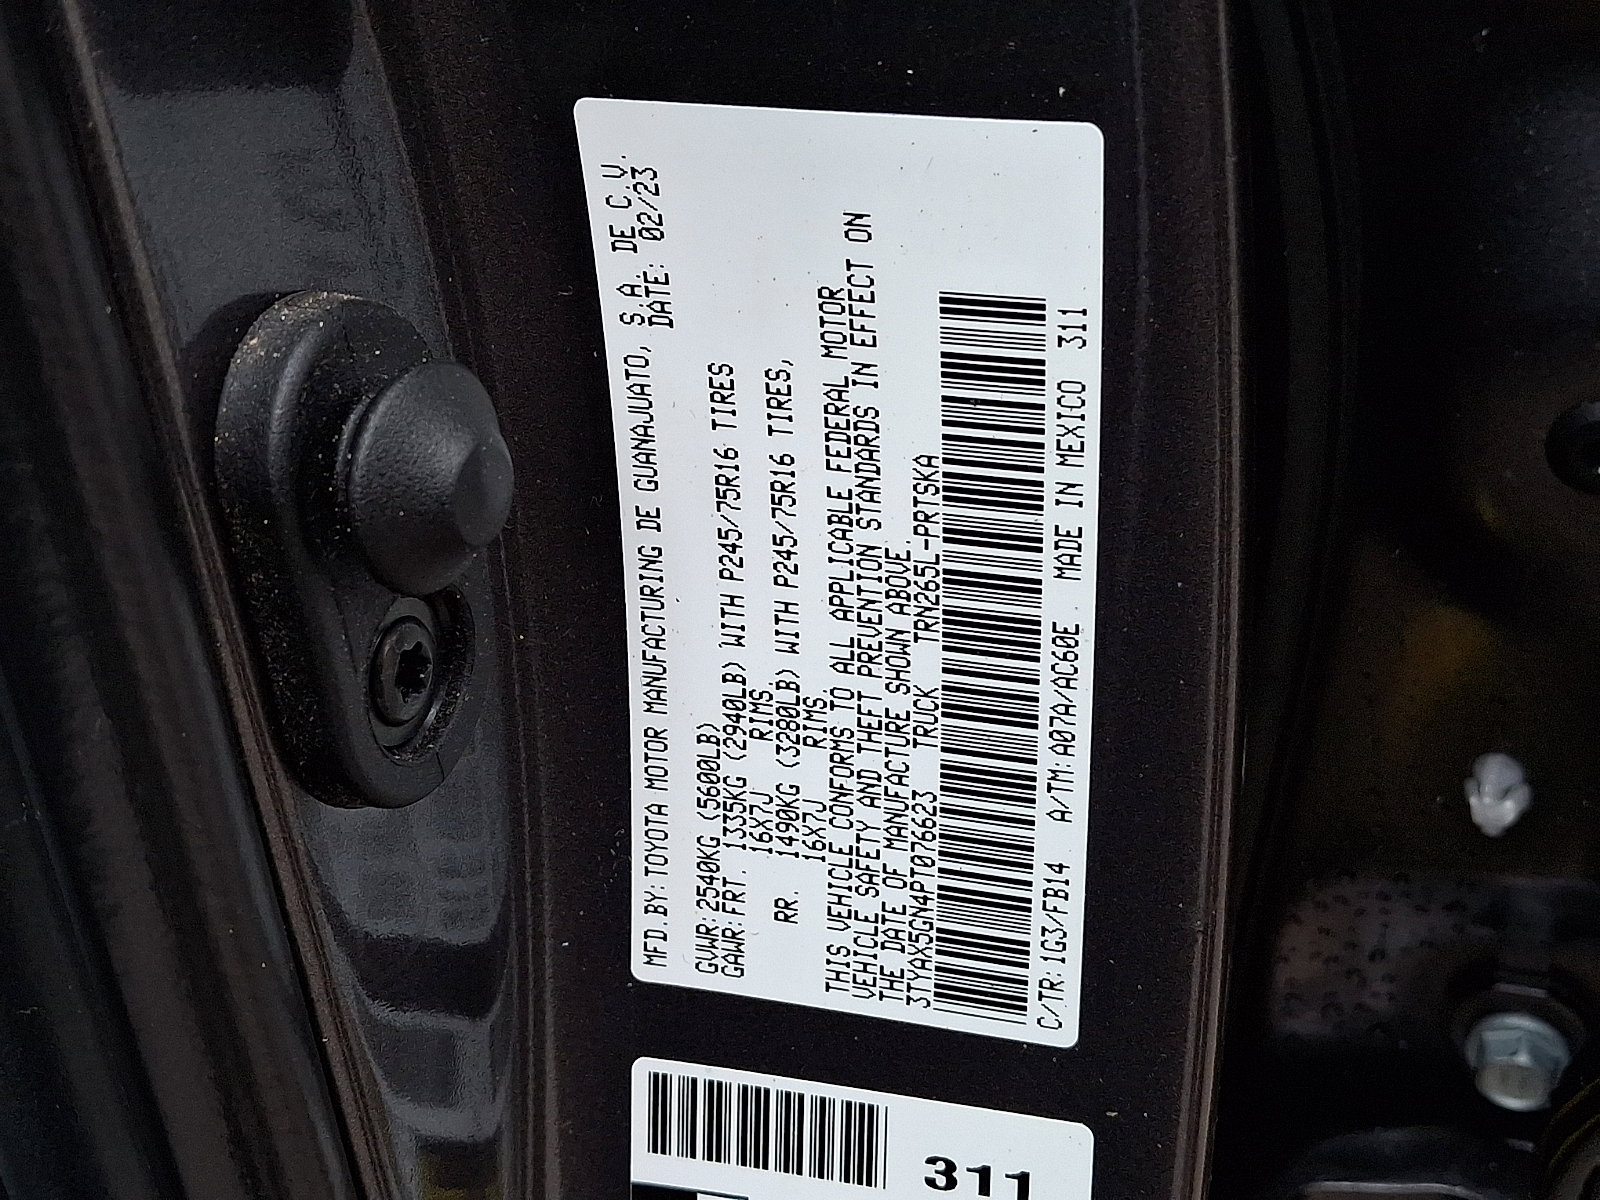 MFD.BY:TOYOTA MOTOR MANUFACTURING DE GUANAJUATO, S.A. DE C.V.
DATE: 02/23
GVWR:2540KG (5600LB)
GAWR:FRT. 1335KG (2940LB) WITH P245/75R16 TIRES
16X7J RIMS.
RR. 1490KG (3280LB) WITH P245/75R16 TIRES,
16X7J RIMS.
THIS VEHICLE CONFORMS TO ALL APPLICABLE FEDERAL MOTOR
VEHICLE SAFETY AND THEFT PREVENTION STANDARDS IN EFFECT ON
THE DATE OF MANUFACTURE SHOWN ABOVE.
3TYAX5GN4PT076623 TRUCK TRN265L-PRTSKA
C/TR:1G3/FB14 A/TM:A07A/AC60E MADE IN MEXICO 311
311